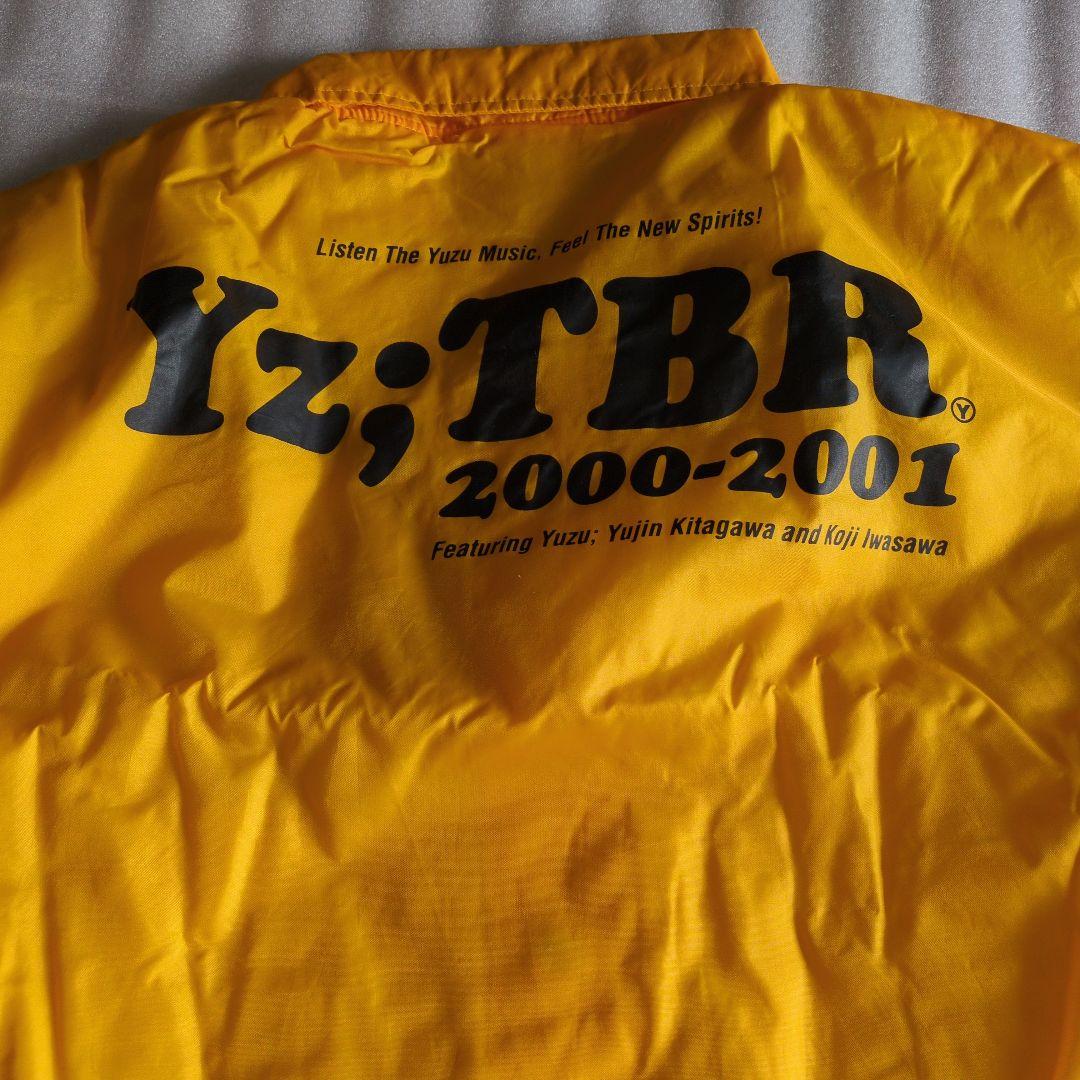 Listen The Yuzu Music, Feel The New Spirits!
Yz;TBR Ⓨ
2000-2001
Featuring Yuzu; Yujin Kitagawa and Koji Iwasawa